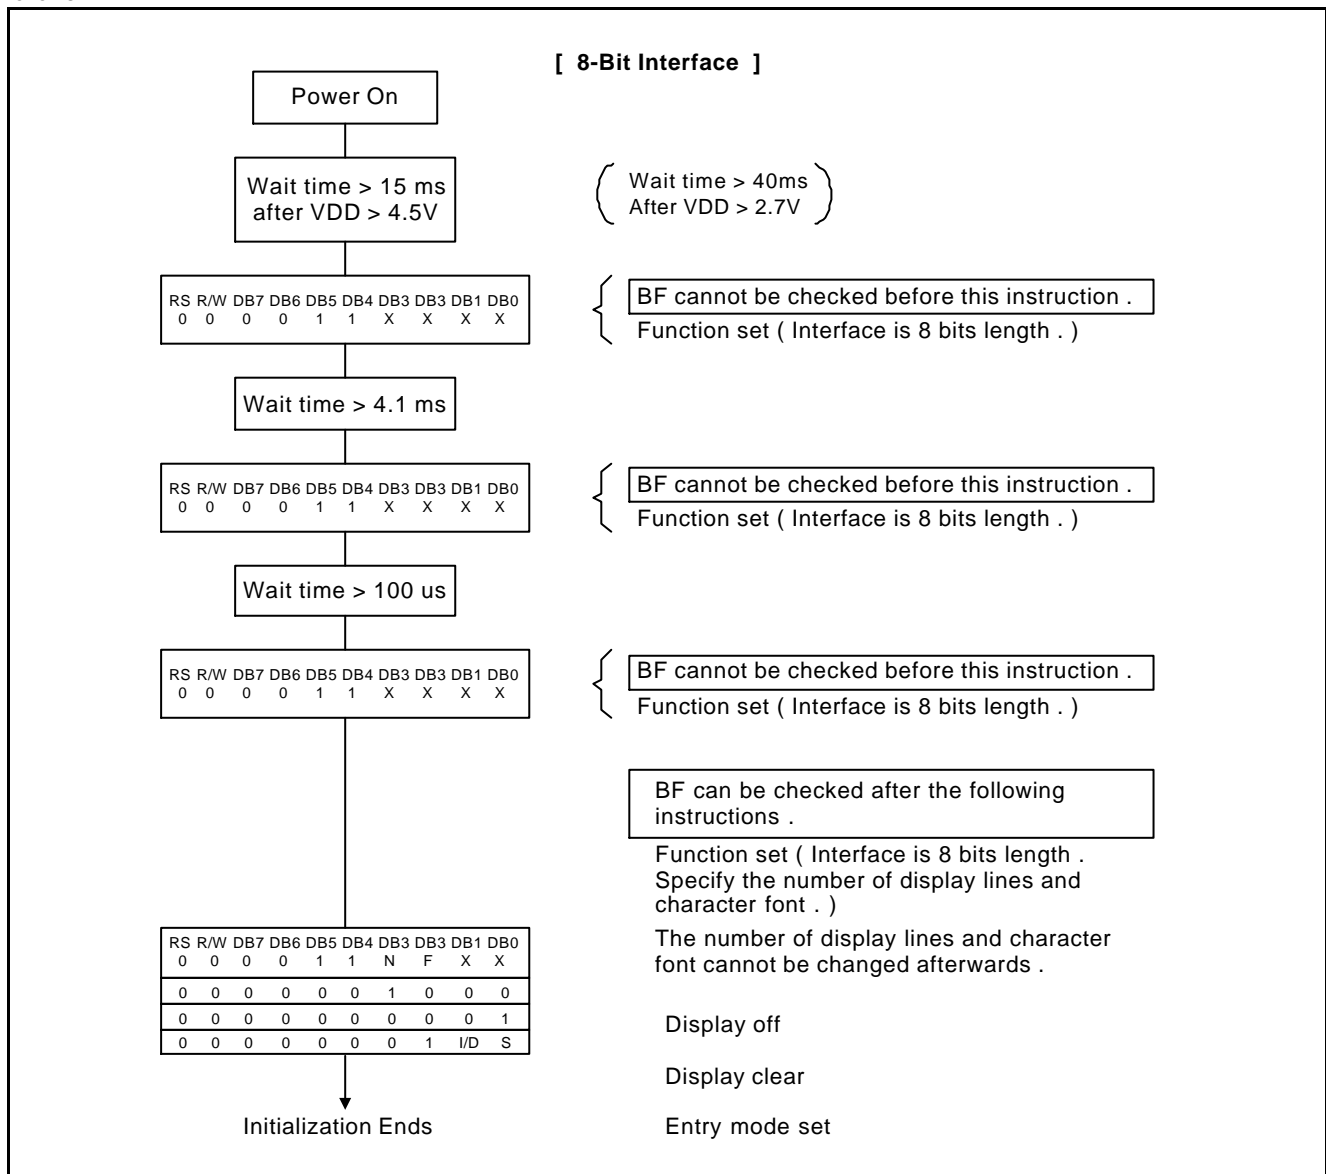 [ 8-Bit Interface ]
Power On
Wait time > 15 ms
after VDD > 4.5V
Wait time > 40ms
After VDD > 2.7V
RS R/W DB7 DB6 DB5 DB4 DB3 DB3 DB1 DB0
0 0 0 0 1 1 X X X X
BF cannot be checked before this instruction .
Function set ( Interface is 8 bits length . )
Wait time > 4.1 ms
RS R/W DB7 DB6 DB5 DB4 DB3 DB3 DB1 DB0
0 0 0 0 1 1 X X X X
BF cannot be checked before this instruction .
Function set ( Interface is 8 bits length . )
Wait time > 100 us
RS R/W DB7 DB6 DB5 DB4 DB3 DB3 DB1 DB0
0 0 0 0 1 1 X X X X
BF cannot be checked before this instruction .
Function set ( Interface is 8 bits length . )
BF can be checked after the following
instructions .
Function set ( Interface is 8 bits length .
Specify the number of display lines and
character font . )
The number of display lines and character
font cannot be changed afterwards .
RS R/W DB7 DB6 DB5 DB4 DB3 DB3 DB1 DB0
0 0 0 0 1 1 N F X X
0 0 0 0 0 0 1 0 0 0
0 0 0 0 0 0 0 0 0 1
0 0 0 0 0 0 0 1 I/D S
Display off
Display clear
Initialization Ends
Entry mode set